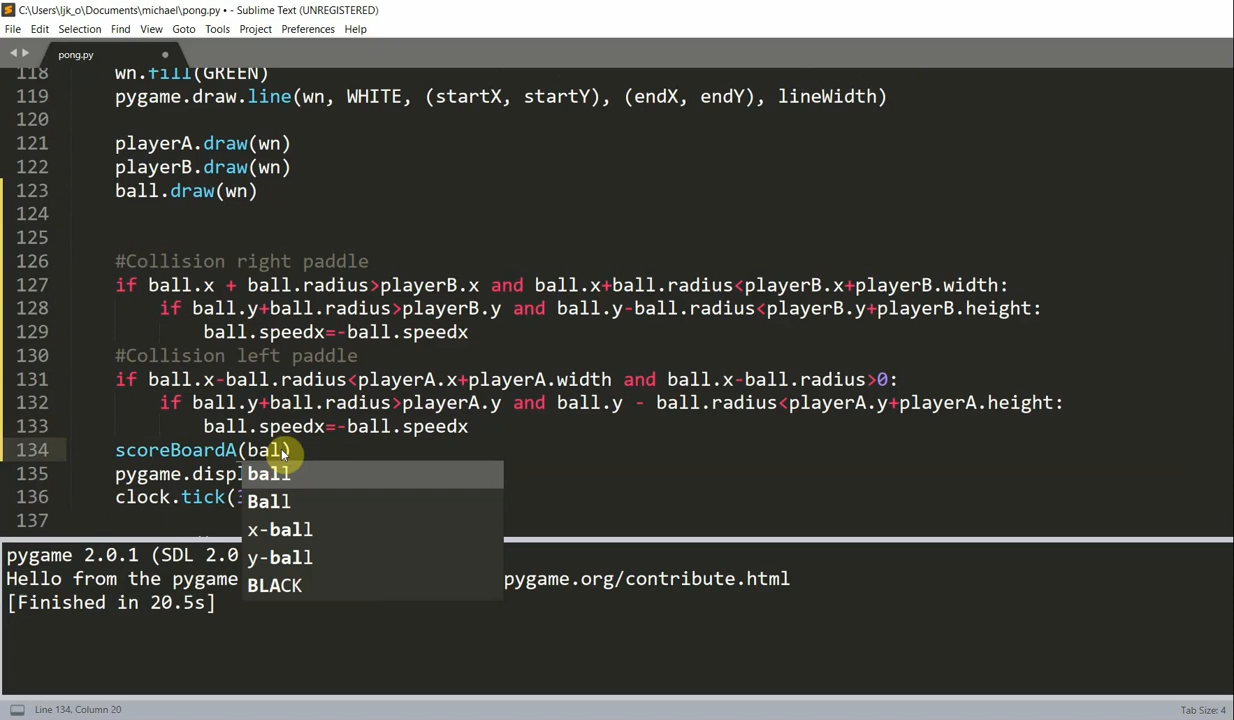 C:\Users\ljk_o\Documents\michael\pong.py • - Sublime Text (UNREGISTERED)
File Edit Selection Find View Goto Tools Project Preferences Help
pong.py
118 wn.fill(GREEN)
119 pygame.draw.line(wn, WHITE, (startX, startY), (endX, endY), lineWidth)
120
121 playerA.draw(wn)
122 playerB.draw(wn)
123 ball.draw(wn)
124
125
126 #Collision right paddle
127 if ball.x + ball.radius>playerB.x and ball.x+ball.radius<playerB.x+playerB.width:
128 if ball.y+ball.radius>playerB.y and ball.y-ball.radius<playerB.y+playerB.height:
129 ball.speedx=-ball.speedx
130 #Collision left paddle
131 if ball.x-ball.radius<playerA.x+playerA.width and ball.x-ball.radius>0:
132 if ball.y+ball.radius>playerA.y and ball.y - ball.radius<playerA.y+playerA.height:
133 ball.speedx=-ball.speedx
134 scoreBoardA(bal)
135 pygame.displ
ball
136 clock.tick(3
Ball
137
x-ball
y-ball
BLACK
pygame 2.0.1 (SDL 2.0
Hello from the pygame pygame.org/contribute.html
[Finished in 20.5s]
Line 134, Column 20
Tab Size: 4